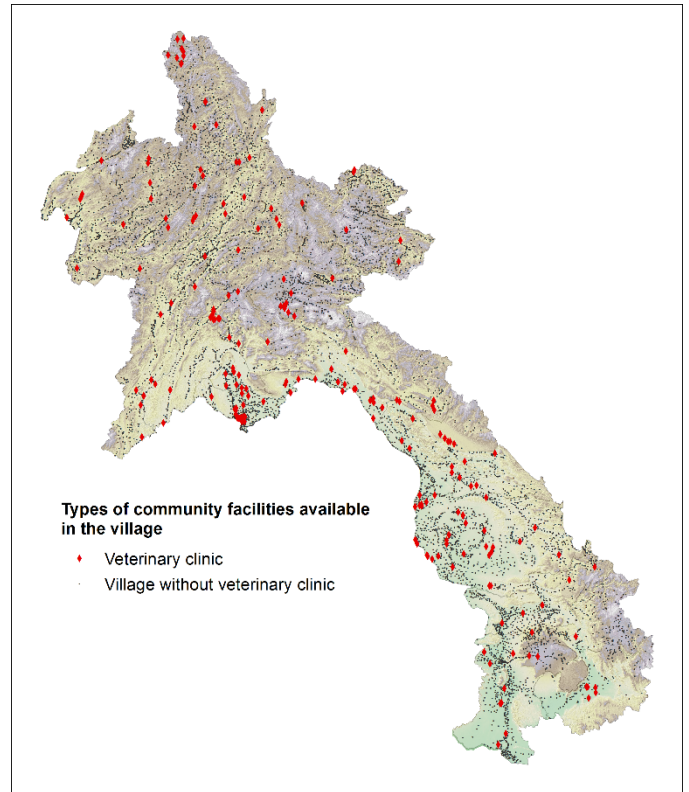 Types of community facilities available
in the village
Veterinary clinic
Village without veterinary clinic